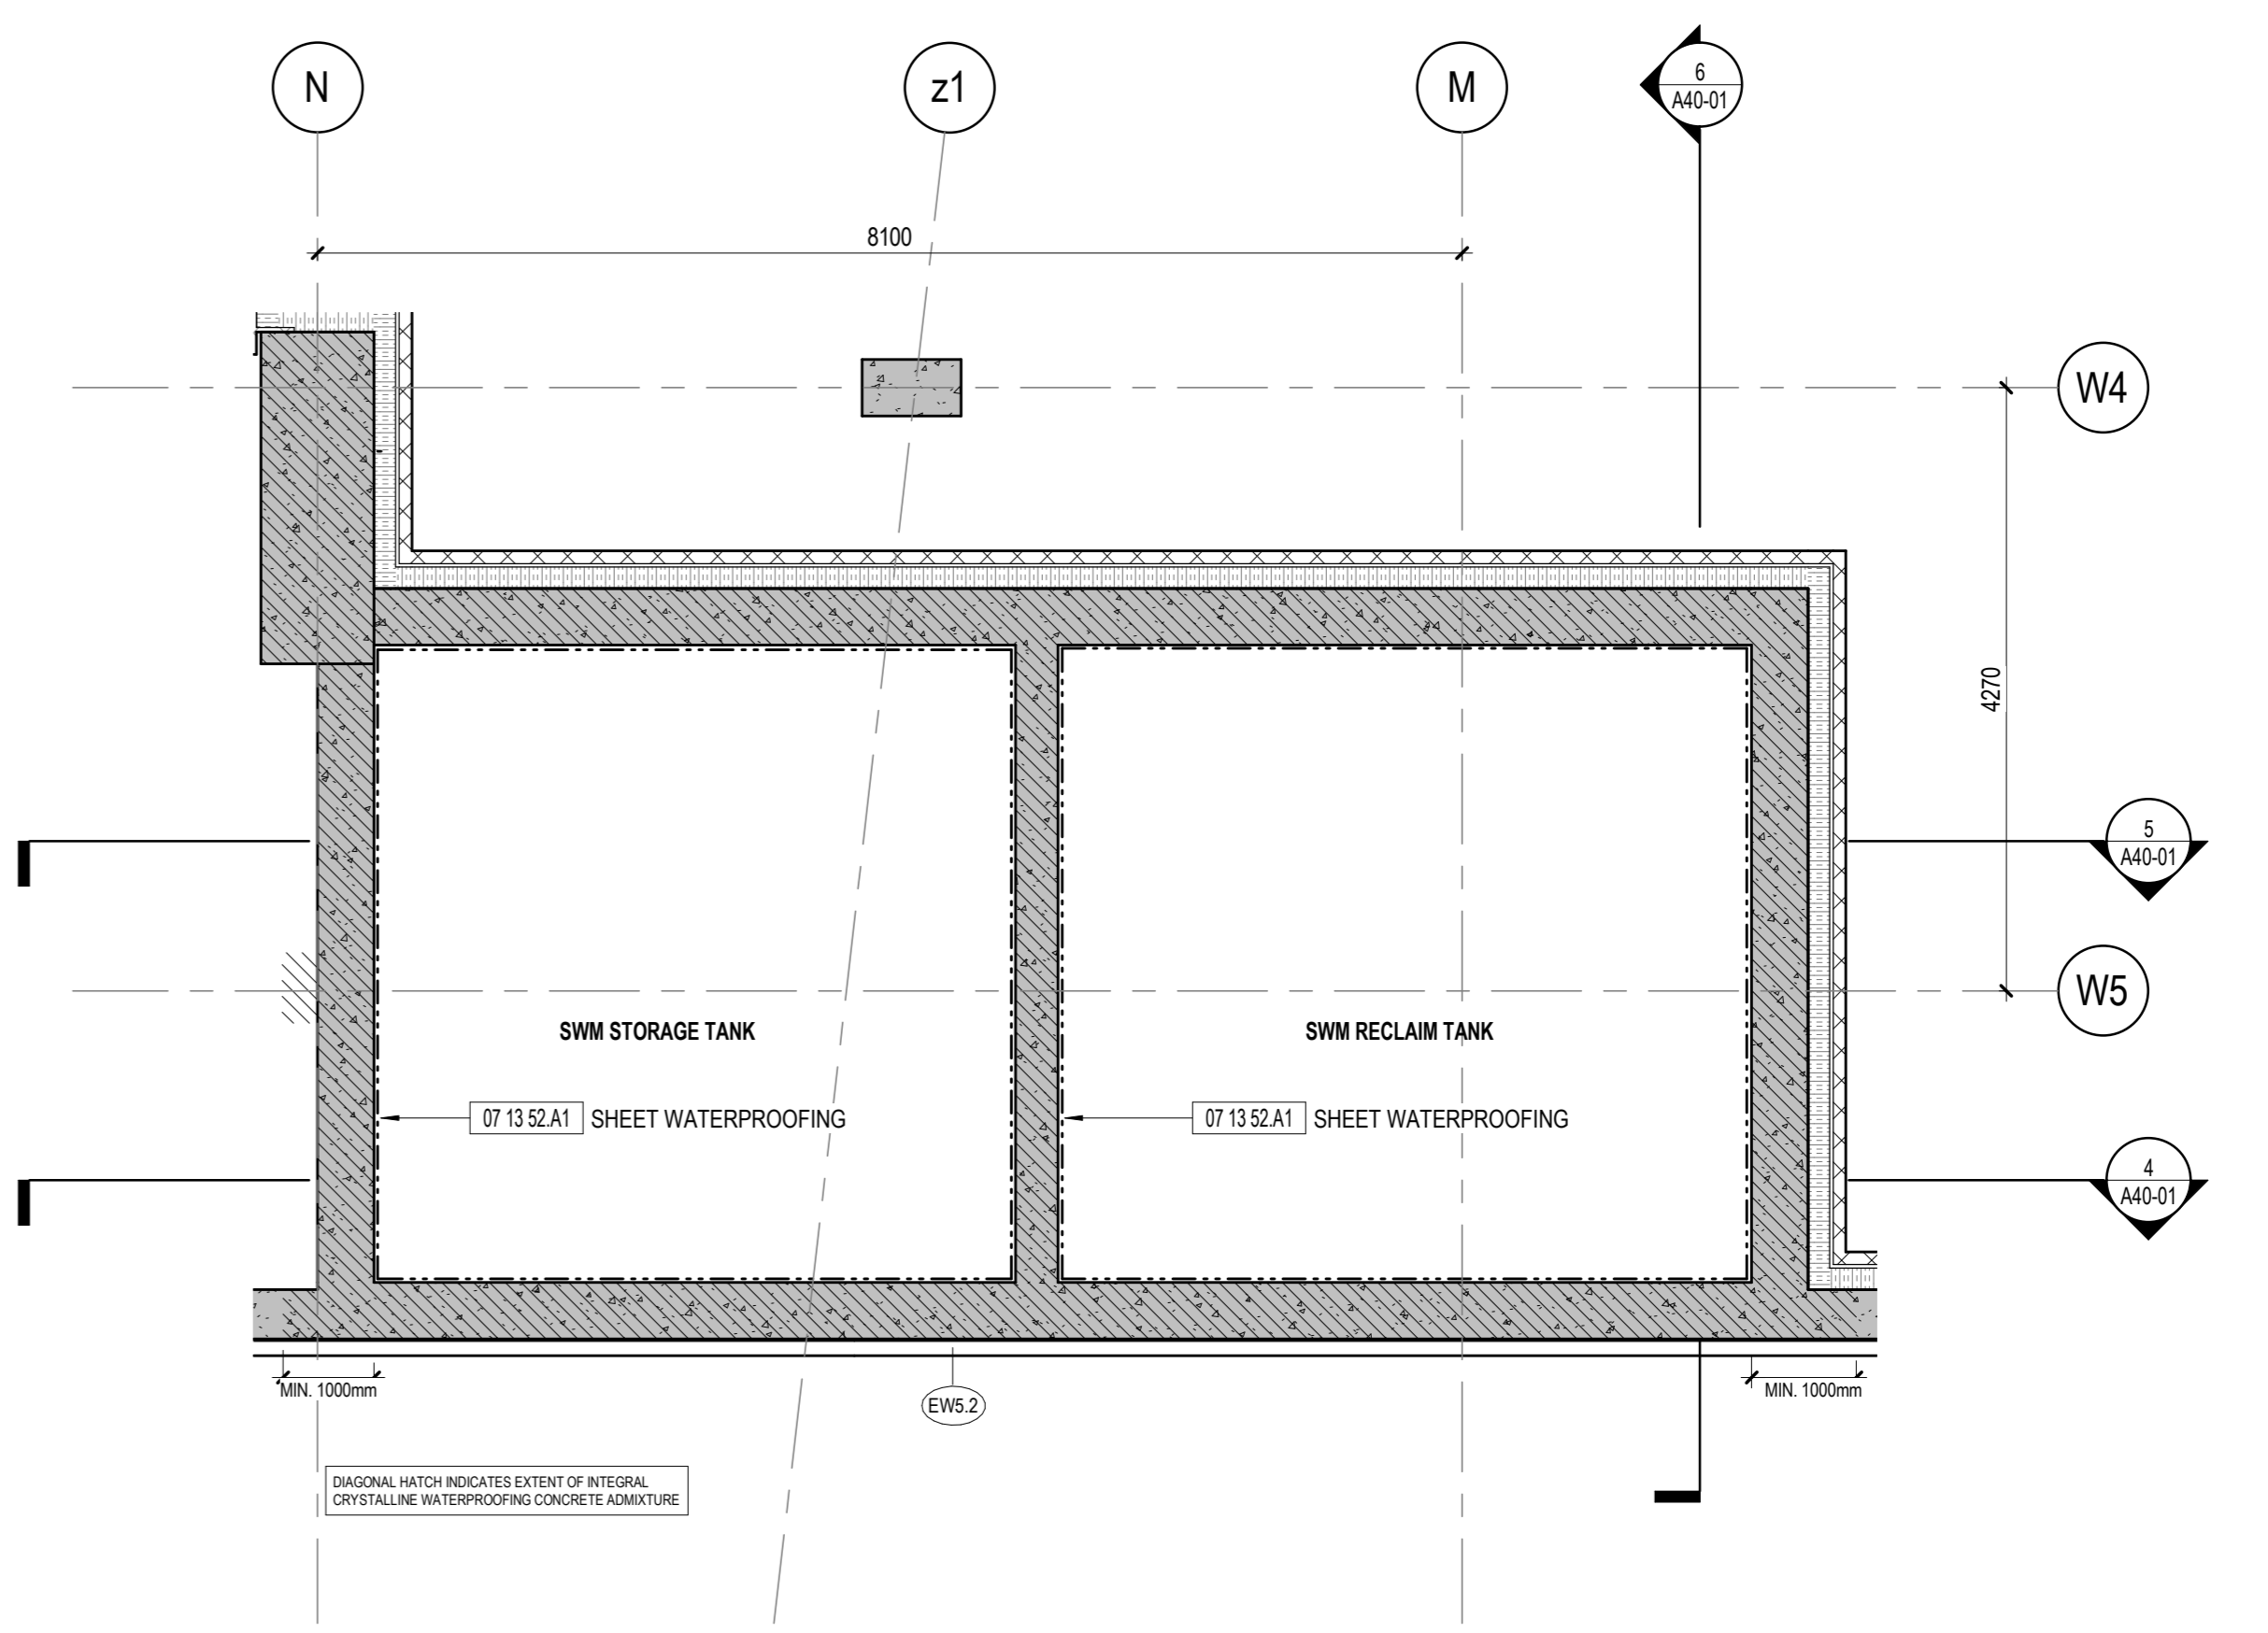 N
z1
M
6
A40-01
8100
W4
4270
5
A40-01
W5
SWM STORAGE TANK
SWM RECLAIM TANK
07 13 52.A1 SHEET WATERPROOFING
07 13 52.A1 SHEET WATERPROOFING
4
A40-01
MIN. 1000mm
MIN. 1000mm
EW5.2
DIAGONAL HATCH INDICATES EXTENT OF INTEGRAL
CRYSTALLINE WATERPROOFING CONCRETE ADMIXTURE